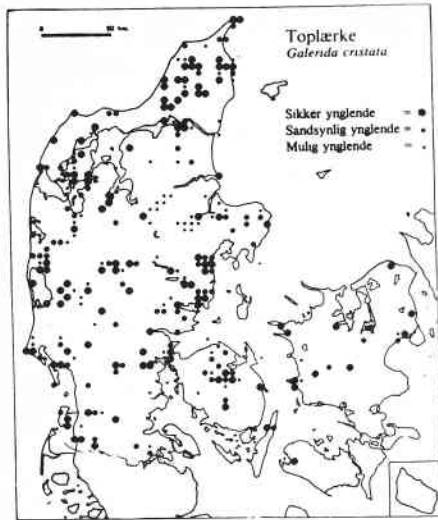 Toplærke
Galerida cristata
Sikker ynglende =
Sandsynlig ynglende =
Mulig ynglende =